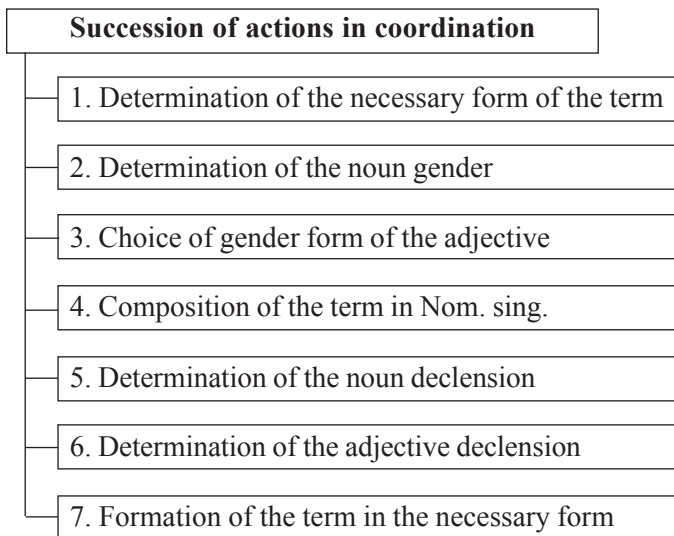 Succession of actions in coordination
1. Determination of the necessary form of the term
2. Determination of the noun gender
3. Choice of gender form of the adjective
4. Composition of the term in Nom. sing.
5. Determination of the noun declension
6. Determination of the adjective declension
7. Formation of the term in the necessary form